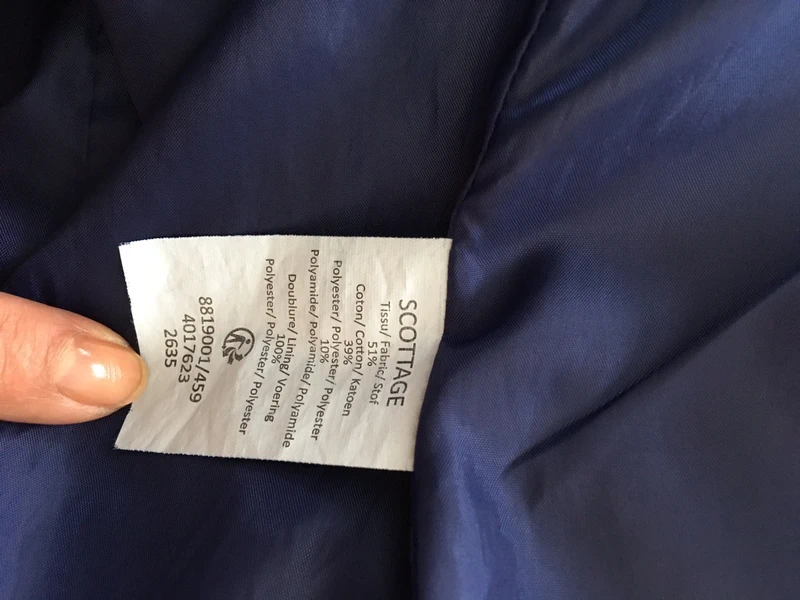 SCOTTAGE
Tissu/ Fabric/ Stof
51%
Coton/ Cotton/ Katoen
39%
Polyester/ Polyester/ Polyester
10%
Polyamide/ Polyamide/ Polyamide
Doublure/ Lining/ Voering
100%
Polyester/ Polyester/ Polyester
8819001/459
4017623
2635